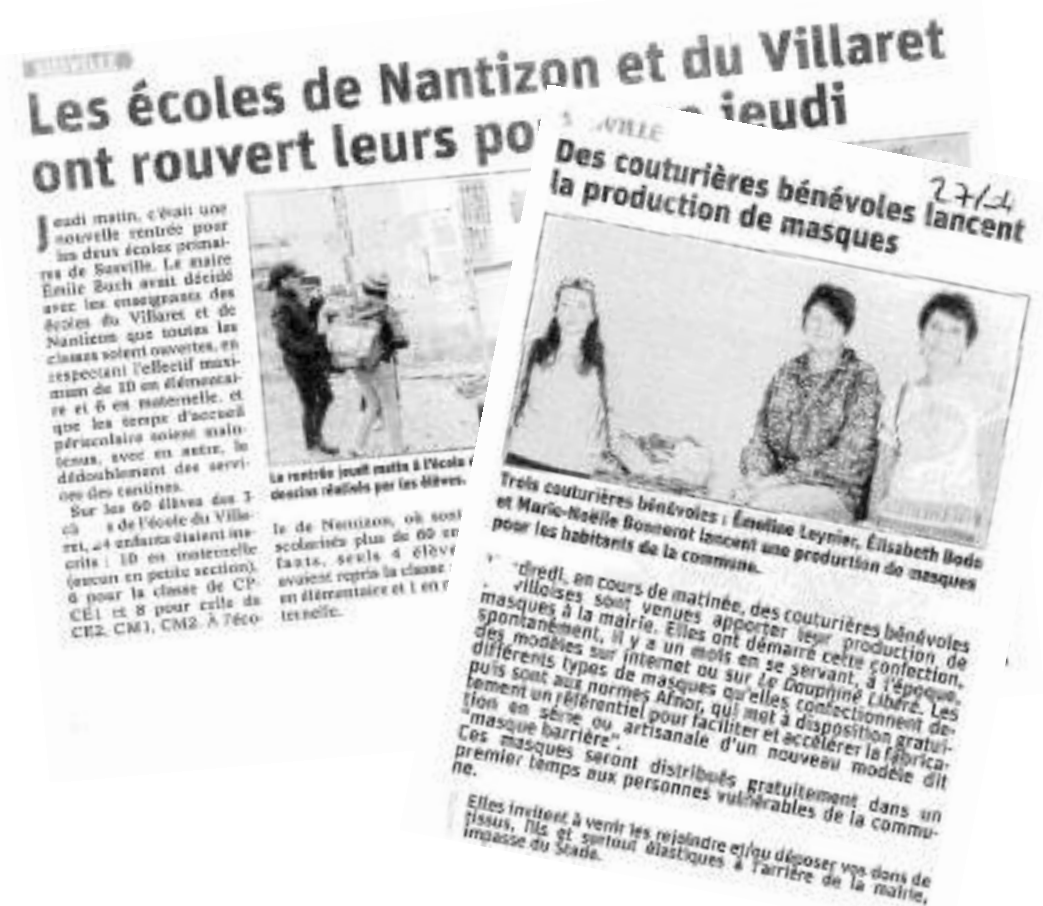 SUSVILLE
Les écoles de Nantizon et du Villaret
ont rouvert leurs po jeudi
Jeudi matin, c'était une
nouvelle rentrée pour
les deux écoles primai-
res de Susville. Le maire
Émile Buch avait décidé
avec les enseignants des
écoles du Villaret et de
Nantizon que toutes les
classes soient ouvertes, en
respectant l'effectif maxi-
mum de 10 en élémentai-
re et 6 en maternelle, et
que les temps d'accueil
périscolaire soient main-
tenus, avec en outre, le
dédoublement des servi-
ces des cantines.
Sur les 60 élèves des 3
de l'école du Villa-
ret, 24 enfants étaient ins-
crits : 10 en maternelle
(aucun en petite section),
6 pour la classe de CP-
CE1 et 8 pour celle de
CE2, CM1, CM2. À l'éco-
La rentrée jeudi matin à l'école
dessins réalisés par les élèves.
le de Nantizon, où sont
scolarisés plus de 60 en-
fants, seuls 4 élèves
avaient repris la classe
en élémentaire et 1 en
ternelle.
VILLE
27/04
Des couturières bénévoles lancent
la production de masques
Trois couturières bénévoles : Émeline Leynier, Élisabeth Bods
et Marie-Noëlle Bonnerot lancent une production de masques
pour les habitants de la commune.
dredi, en cours de matinée, des couturières bénévoles
villoises sont venues apporter leur production de
masques à la mairie. Elles ont démarré cette confection,
spontanément, il y a un mois en se servant, à l'époque,
des modèles sur internet ou sur Le Dauphiné Libéré. Les
différents types de masques qu'elles confectionnent de-
puis sont aux normes Afnor, qui met à disposition gratui-
tement un référentiel pour faciliter et accélérer la fabrica-
tion en série ou artisanale d'un nouveau modèle dit
"masque barrière".
Ces masques seront distribués gratuitement dans un
premier temps aux personnes vulnérables de la commu-
ne.
Elles invitent à venir les rejoindre et/ou déposer vos dons de
tissus, fils et surtout élastiques à l'arrière de la mairie,
impasse du Stade.